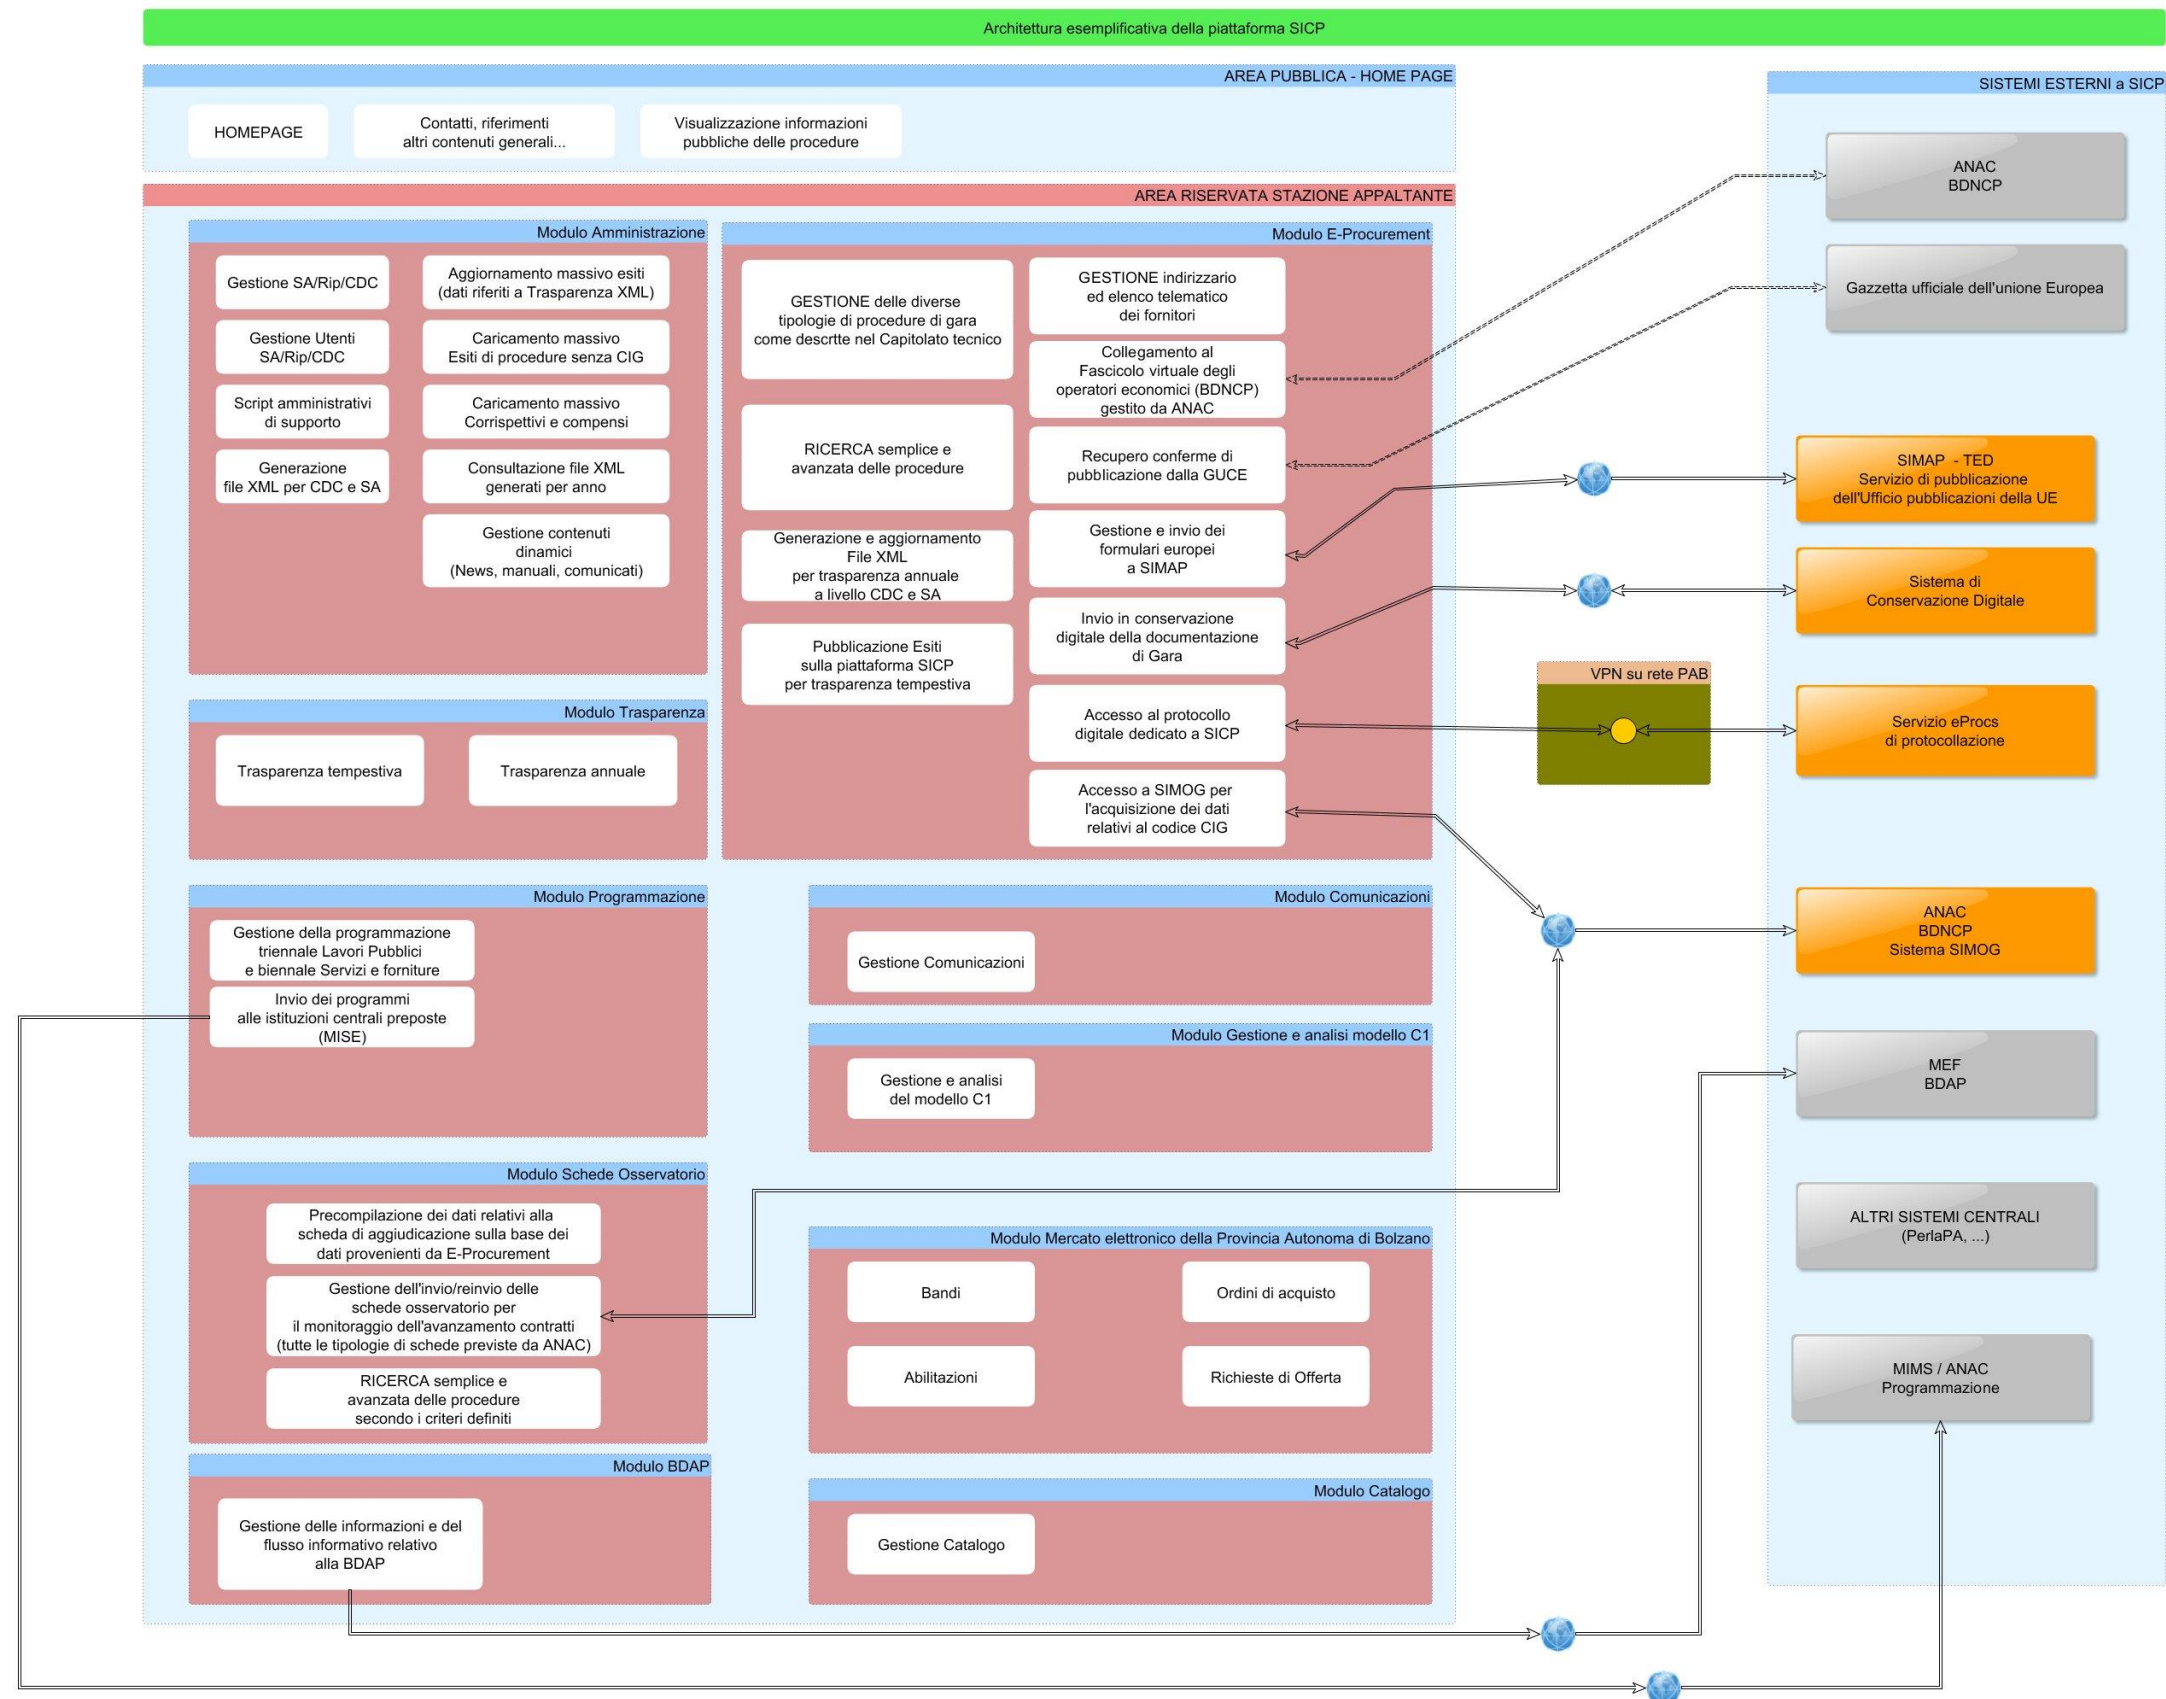 Architettura esemplificativa della piattaforma SICP
AREA PUBBLICA - HOME PAGE
HOMEPAGE
Contatti, riferimenti
altri contenuti generali...
Visualizzazione informazioni
pubbliche delle procedure
AREA RISERVATA STAZIONE APPALTANTE
Modulo Amministrazione
Gestione SA/Rip/CDC
Gestione Utenti
SA/Rip/CDC
Script amministrativi
di supporto
Generazione
file XML per CDC e SA
Aggiornamento massivo esiti
(dati riferiti a Trasparenza XML)
Caricamento massivo
Esiti di procedure senza CIG
Caricamento massivo
Corrispettivi e compensi
Consultazione file XML
generati per anno
Gestione contenuti
dinamici
(News, manuali, comunicati)
Modulo E-Procurement
GESTIONE delle diverse
tipologie di procedure di gara
come descrtte nel Capitolato tecnico
RICERCA semplice e
avanzata delle procedure
Generazione e aggiornamento
File XML
per trasparenza annuale
a livello CDC e SA
Pubblicazione Esiti
sulla piattaforma SICP
per trasparenza tempestiva
GESTIONE indirizzario
ed elenco telematico
dei fornitori
Collegamento al
Fascicolo virtuale degli
operatori economici (BDNCP)
gestito da ANAC
Recupero conferme di
pubblicazione dalla GUCE
Gestione e invio dei
formulari europei
a SIMAP
Invio in conservazione
digitale della documentazione
di Gara
Accesso al protocollo
digitale dedicato a SICP
Accesso a SIMOG per
l'acquisizione dei dati
relativi al codice CIG
Modulo Trasparenza
Trasparenza tempestiva
Trasparenza annuale
Modulo Programmazione
Gestione della programmazione
triennale Lavori Pubblici
e biennale Servizi e forniture
Invio dei programmi
alle istituzioni centrali preposte
(MISE)
Modulo Comunicazioni
Gestione Comunicazioni
Modulo Gestione e analisi modello C1
Gestione e analisi
del modello C1
Modulo Schede Osservatorio
Precompilazione dei dati relativi alla
scheda di aggiudicazione sulla base dei
dati provenienti da E-Procurement
Gestione dell'invio/reinvio delle
schede osservatorio per
il monitoraggio dell'avanzamento contratti
(tutte le tipologie di schede previste da ANAC)
RICERCA semplice e
avanzata delle procedure
secondo i criteri definiti
Modulo Mercato elettronico della Provincia Autonoma di Bolzano
Bandi
Ordini di acquisto
Abilitazioni
Richieste di Offerta
Modulo BDAP
Gestione delle informazioni e del
flusso informativo relativo
alla BDAP
Modulo Catalogo
Gestione Catalogo
VPN su rete PAB
SISTEMI ESTERNI a SICP
ANAC
BDNCP
Gazzetta ufficiale dell'unione Europea
SIMAP - TED
Servizio di pubblicazione
dell'Ufficio pubblicazioni della UE
Sistema di
Conservazione Digitale
Servizio eProcs
di protocollazione
ANAC
BDNCP
Sistema SIMOG
MEF
BDAP
ALTRI SISTEMI CENTRALI
(PerlaPA, ...)
MIMS / ANAC
Programmazione